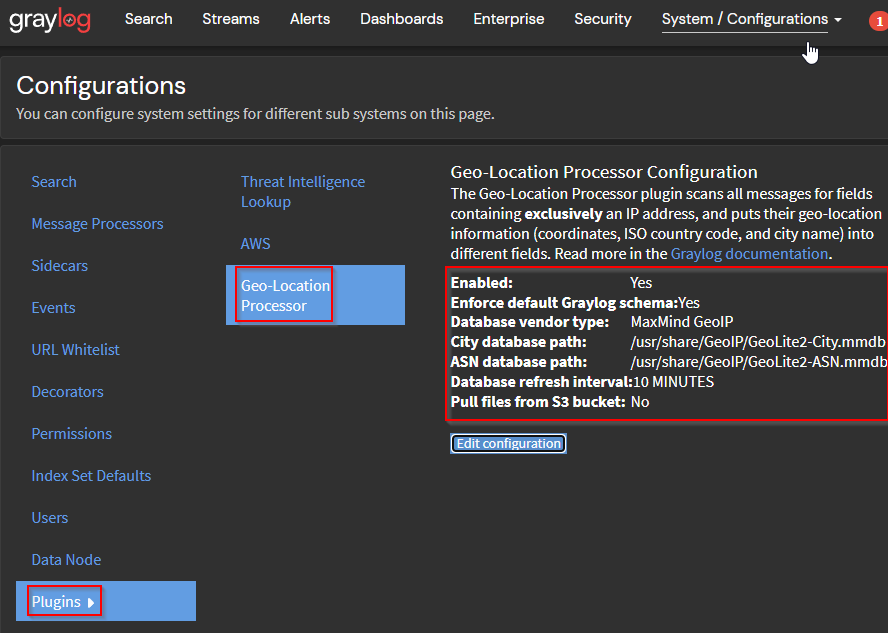 graylog Search Streams Alerts Dashboards Enterprise Security System / Configurations 1
Configurations
You can configure system settings for different sub systems on this page.
Search
Message Processors
Sidecars
Events
URL Whitelist
Decorators
Permissions
Index Set Defaults
Users
Data Node
Plugins
Threat Intelligence
Lookup
AWS
Geo-Location
Processor
Geo-Location Processor Configuration
The Geo-Location Processor plugin scans all messages for fields
containing exclusively an IP address, and puts their geo-location
information (coordinates, ISO country code, and city name) into
different fields. Read more in the Graylog documentation.
Enabled: Yes
Enforce default Graylog schema:Yes
Database vendor type: MaxMind GeoIP
City database path: /usr/share/GeoIP/GeoLite2-City.mmdb
ASN database path: /usr/share/GeoIP/GeoLite2-ASN.mmdb
Database refresh interval:10 MINUTES
Pull files from S3 bucket: No
Edit configuration